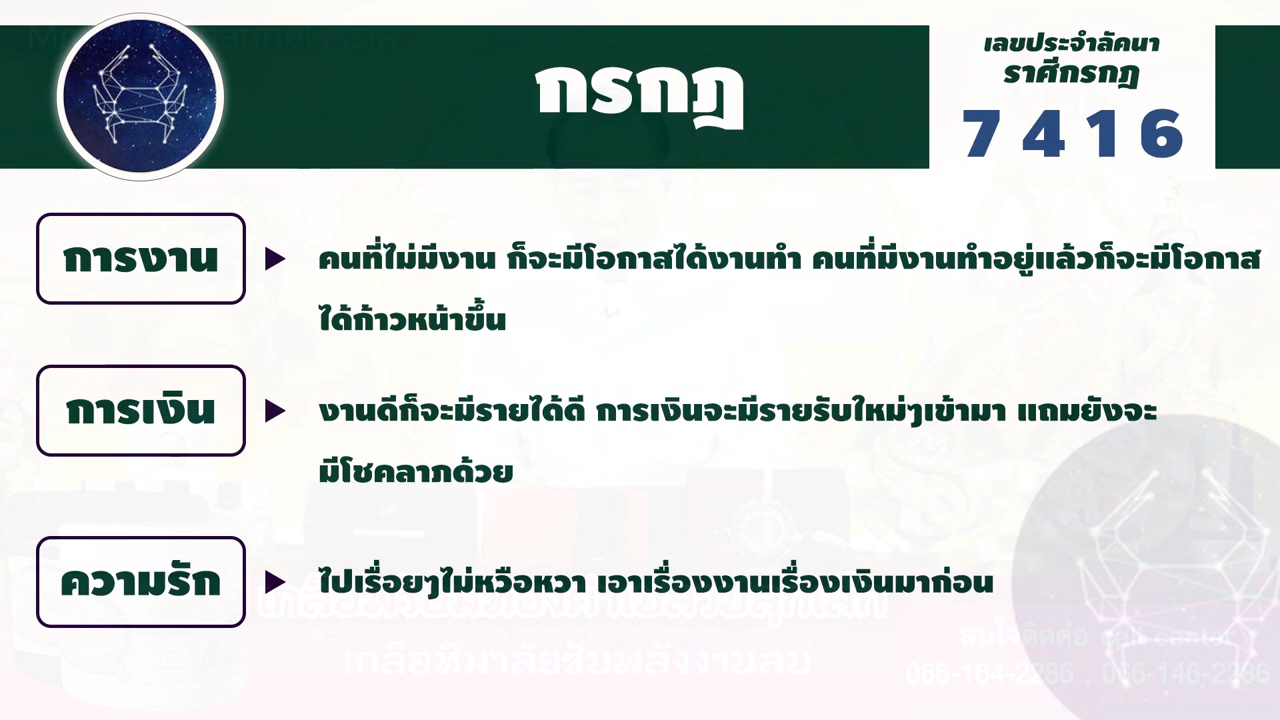 กรกฎ
เลขประจำลัคนา
ราศีกรกฎ
7 4 1 6
การงาน
คนที่ไม่มีงาน ก็จะมีโอกาสได้งานทำ คนที่มีงานทำอยู่แล้วก็จะมีโอกาส
ได้ก้าวหน้าขึ้น
การเงิน
งานดีก็จะมีรายได้ดี การเงินจะมีรายรับใหม่ๆเข้ามา แถมยังจะ
มีโชคลาภด้วย
ความรัก
ไปเรื่อยๆไม่หวือหวา เอาเรื่องงานเรื่องเงินมาก่อน
เกลือหิมาลัยซับพลังงานลบ
สนใจติดต่อ call center
066-164-2286 , 066-146-2286